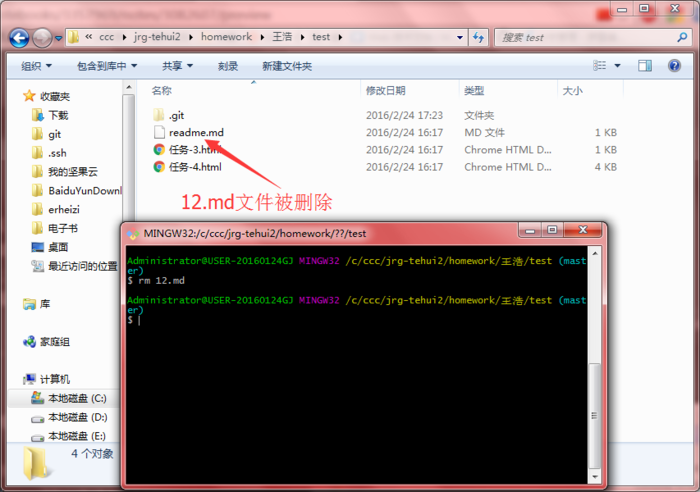 « ccc ▸ jrg-tehui2 ▸ homework ▸ 王浩 ▸ test ▸
搜索 test
组织 包含到库中 共享 刻录 新建文件夹
收藏夹
下载
git
.ssh
我的坚果云
BaiduYunDownl
erheizi
电子书
桌面
最近访问的位置
库
家庭组
计算机
本地磁盘 (C:)
本地磁盘 (D:)
本地磁盘 (E:)
名称 修改日期 类型 大小
.git 2016/2/24 17:23 文件夹
readme.md 2016/2/24 16:17 MD 文件 1 KB
任务-3.html 2016/2/24 16:17 Chrome HTML D... 1 KB
任务-4.html 2016/2/24 16:17 Chrome HTML D... 4 KB
12.md文件被删除
MINGW32:/c/ccc/jrg-tehui2/homework/??/test
Administrator@USER-20160124GJ MINGW32 /c/ccc/jrg-tehui2/homework/王浩/test (mast
er)
$ rm 12.md
Administrator@USER-20160124GJ MINGW32 /c/ccc/jrg-tehui2/homework/王浩/test (mast
er)
$
4 个对象